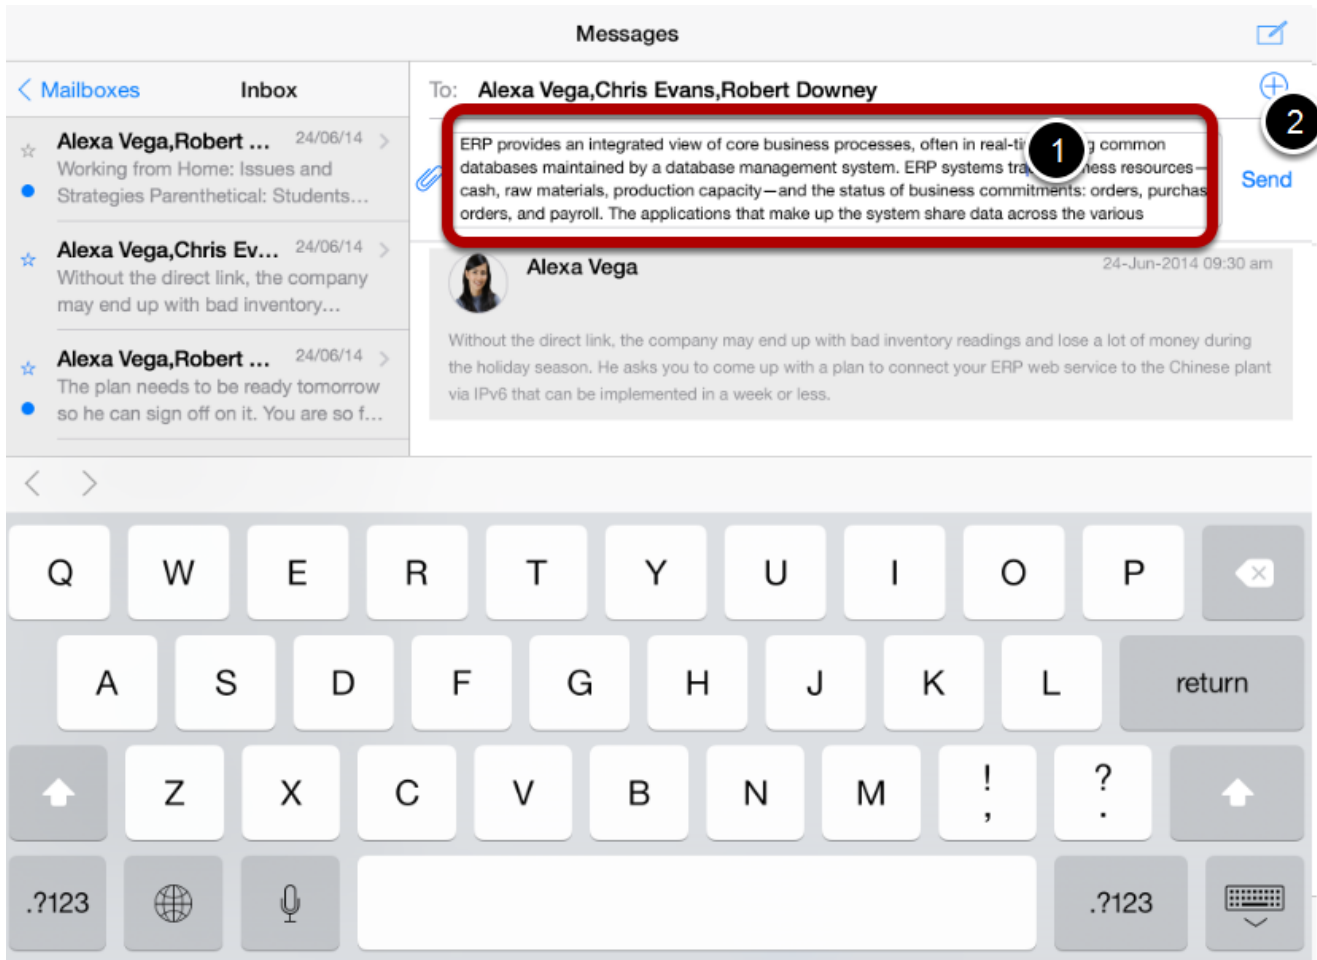 Messages
Mailboxes
Inbox
To: Alexa Vega,Chris Evans,Robert Downey
Alexa Vega,Robert ... 24/06/14
Working from Home: Issues and
Strategies Parenthetical: Students...
Alexa Vega,Chris Ev... 24/06/14
Without the direct link, the company
may end up with bad inventory...
Alexa Vega,Robert ... 24/06/14
The plan needs to be ready tomorrow
so he can sign off on it. You are so f...
ERP provides an integrated view of core business processes, often in common
databases maintained by a database management system. ERP systems resources—
cash, raw materials, production capacity—and the status of business commitments: orders, purchas
orders, and payroll. The applications that make up the system share data across the various
1
2
Send
Alexa Vega
24-Jun-2014 09:30 am
Without the direct link, the company may end up with bad inventory readings and lose a lot of money during
the holiday season. He asks you to come up with a plan to connect your ERP web service to the Chinese plant
via IPv6 that can be implemented in a week or less.
Q W E R T Y U I O P
A S D F G H J K L return
Z X C V B N M ! , ? .
.?123 .?123